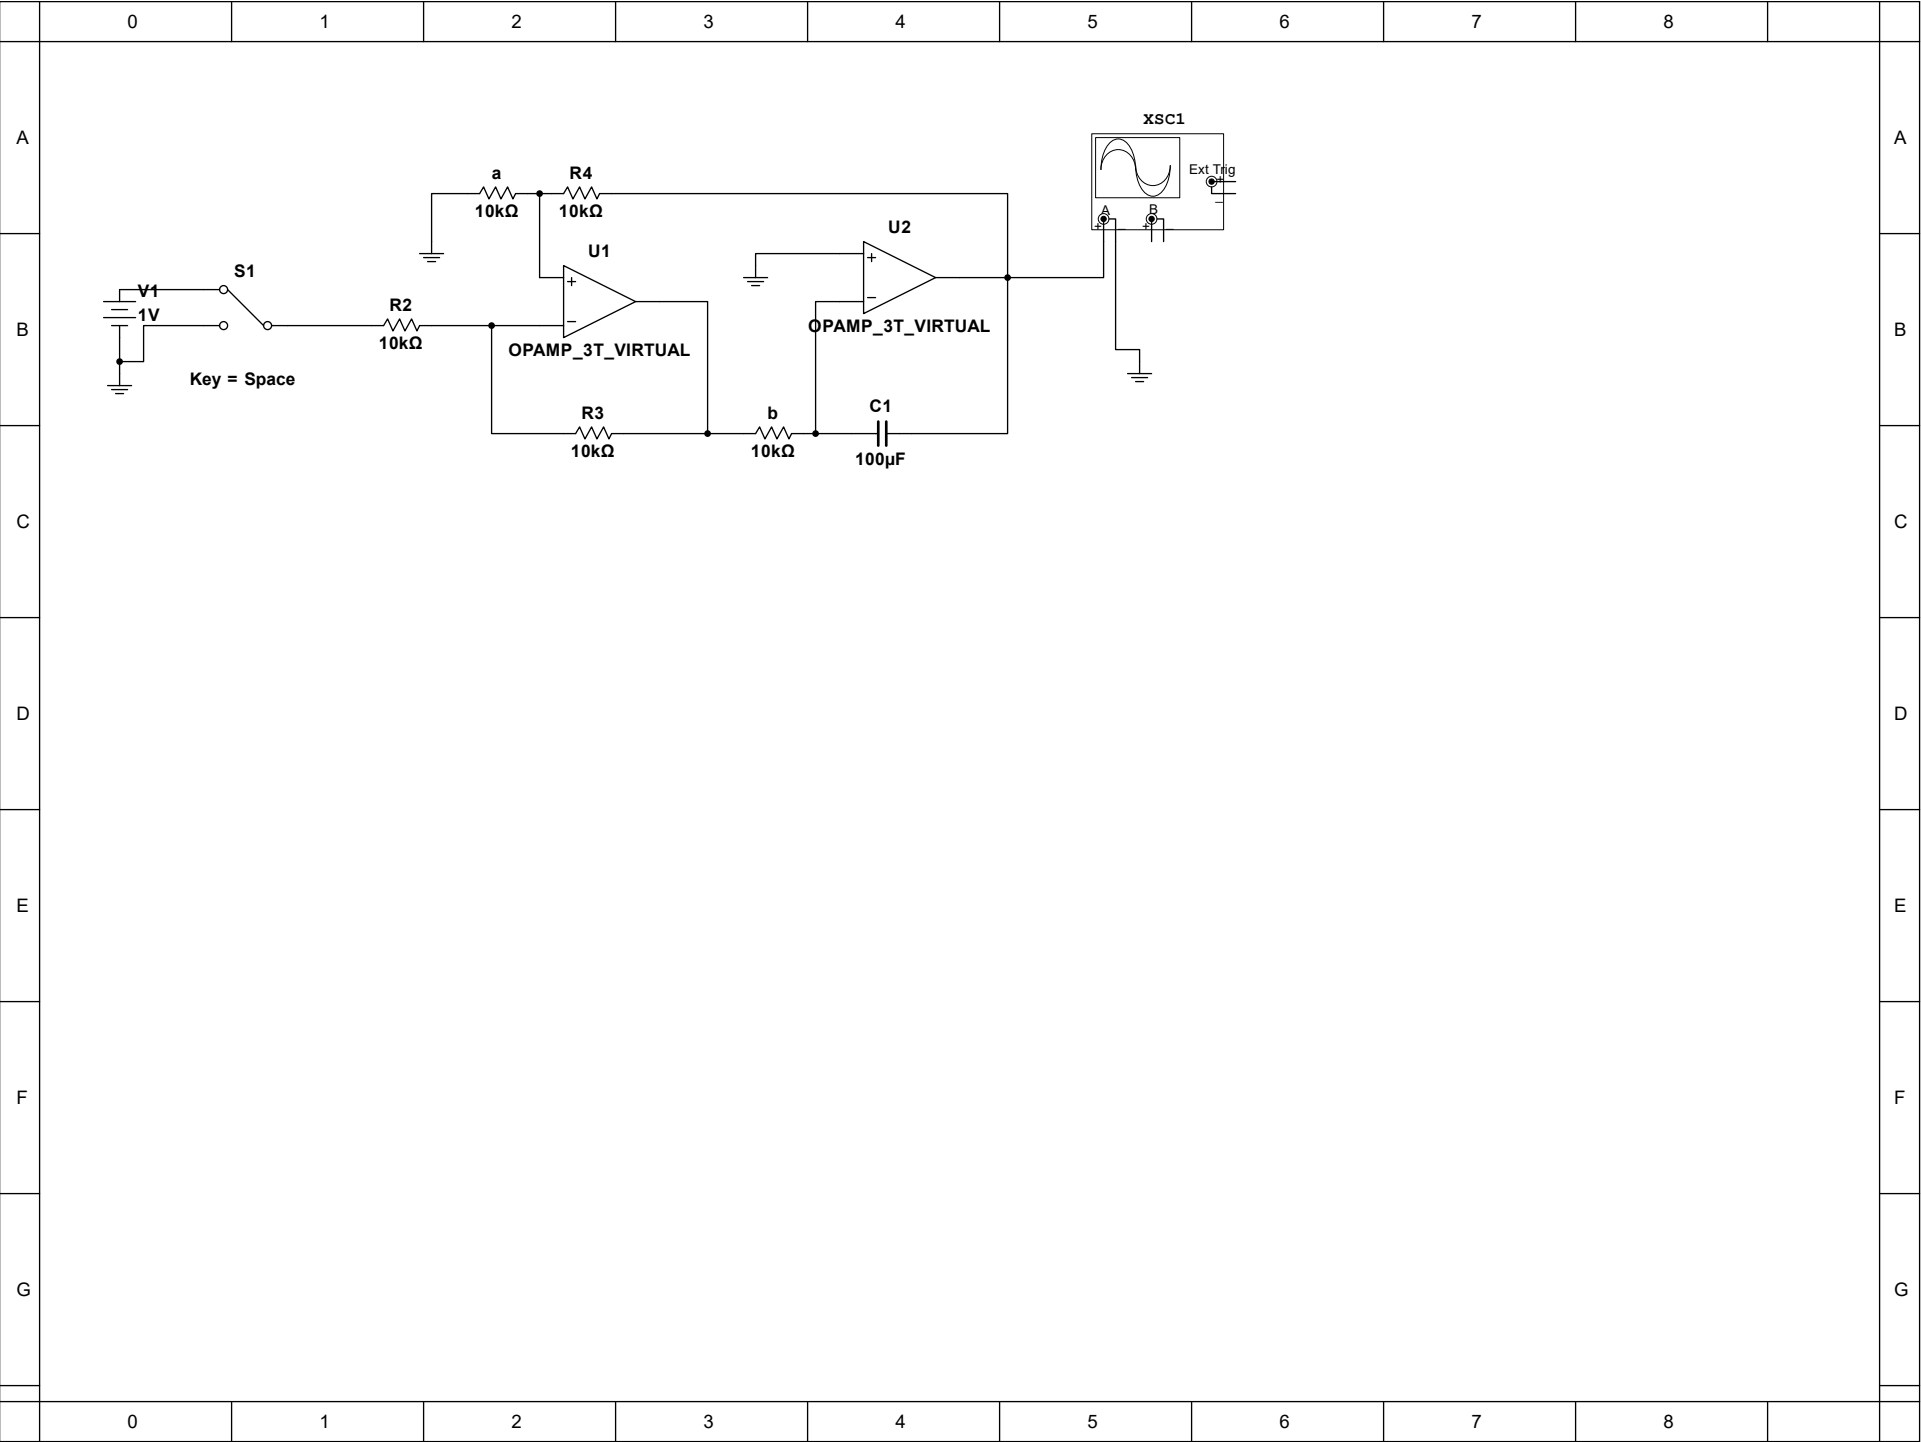 0 1 2 3 4 5 6 7 8
A A
XSC1
Ext Trig
+
−
A B
+ − + −
a R4
10kΩ 10kΩ
B B
U2
+
−
OPAMP_3T_VIRTUAL
U1
+
−
OPAMP_3T_VIRTUAL
S1
V1
1V
R2
10kΩ
Key = Space
R3
10kΩ
b
10kΩ
C1
100µF
C C
D D
E E
F F
G G
0 1 2 3 4 5 6 7 8